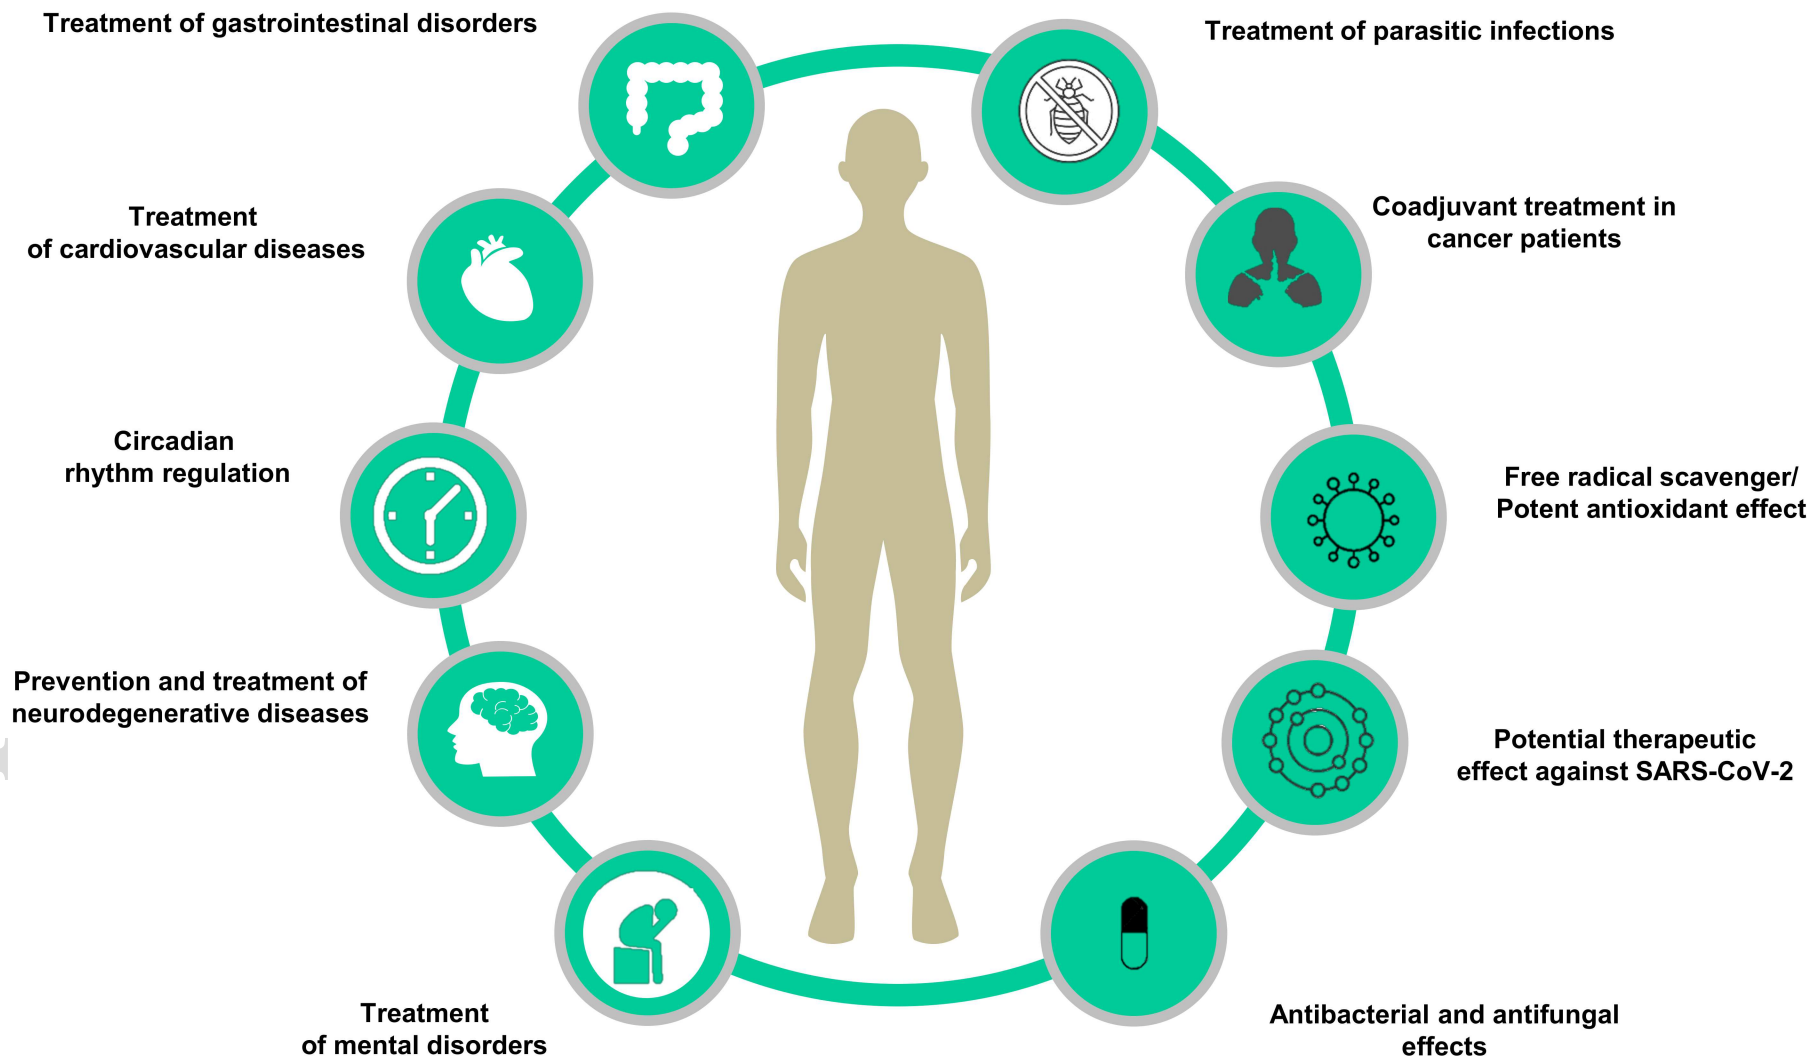 Treatment of gastrointestinal disorders
Treatment of parasitic infections
Treatment
of cardiovascular diseases
Coadjuvant treatment in
cancer patients
Circadian
rhythm regulation
Free radical scavenger/
Potent antioxidant effect
Prevention and treatment of
neurodegenerative diseases
Potential therapeutic
effect against SARS-CoV-2
Treatment
of mental disorders
Antibacterial and antifungal
effects